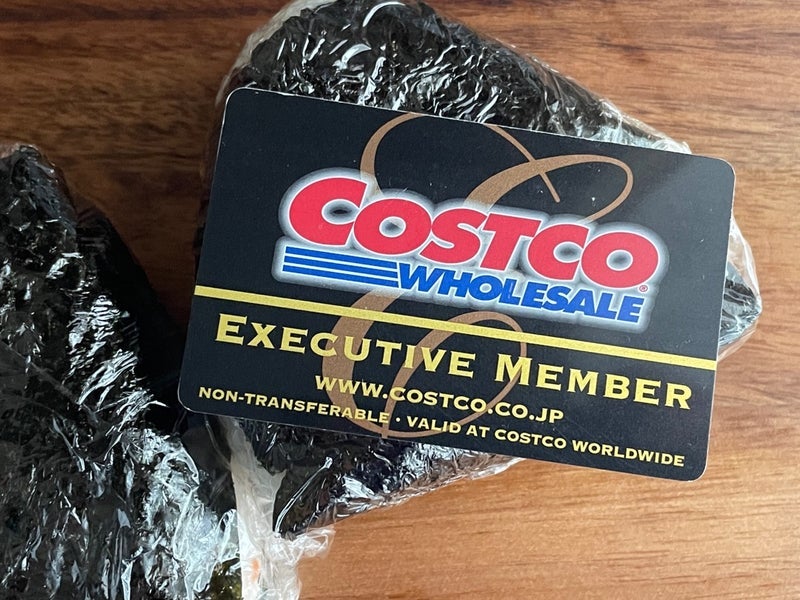 COSTCO®
WHOLESALE
EXECUTIVE MEMBER
WWW.COSTCO.CO.JP
NON-TRANSFERABLE · VALID AT COSTCO WORLDWIDE